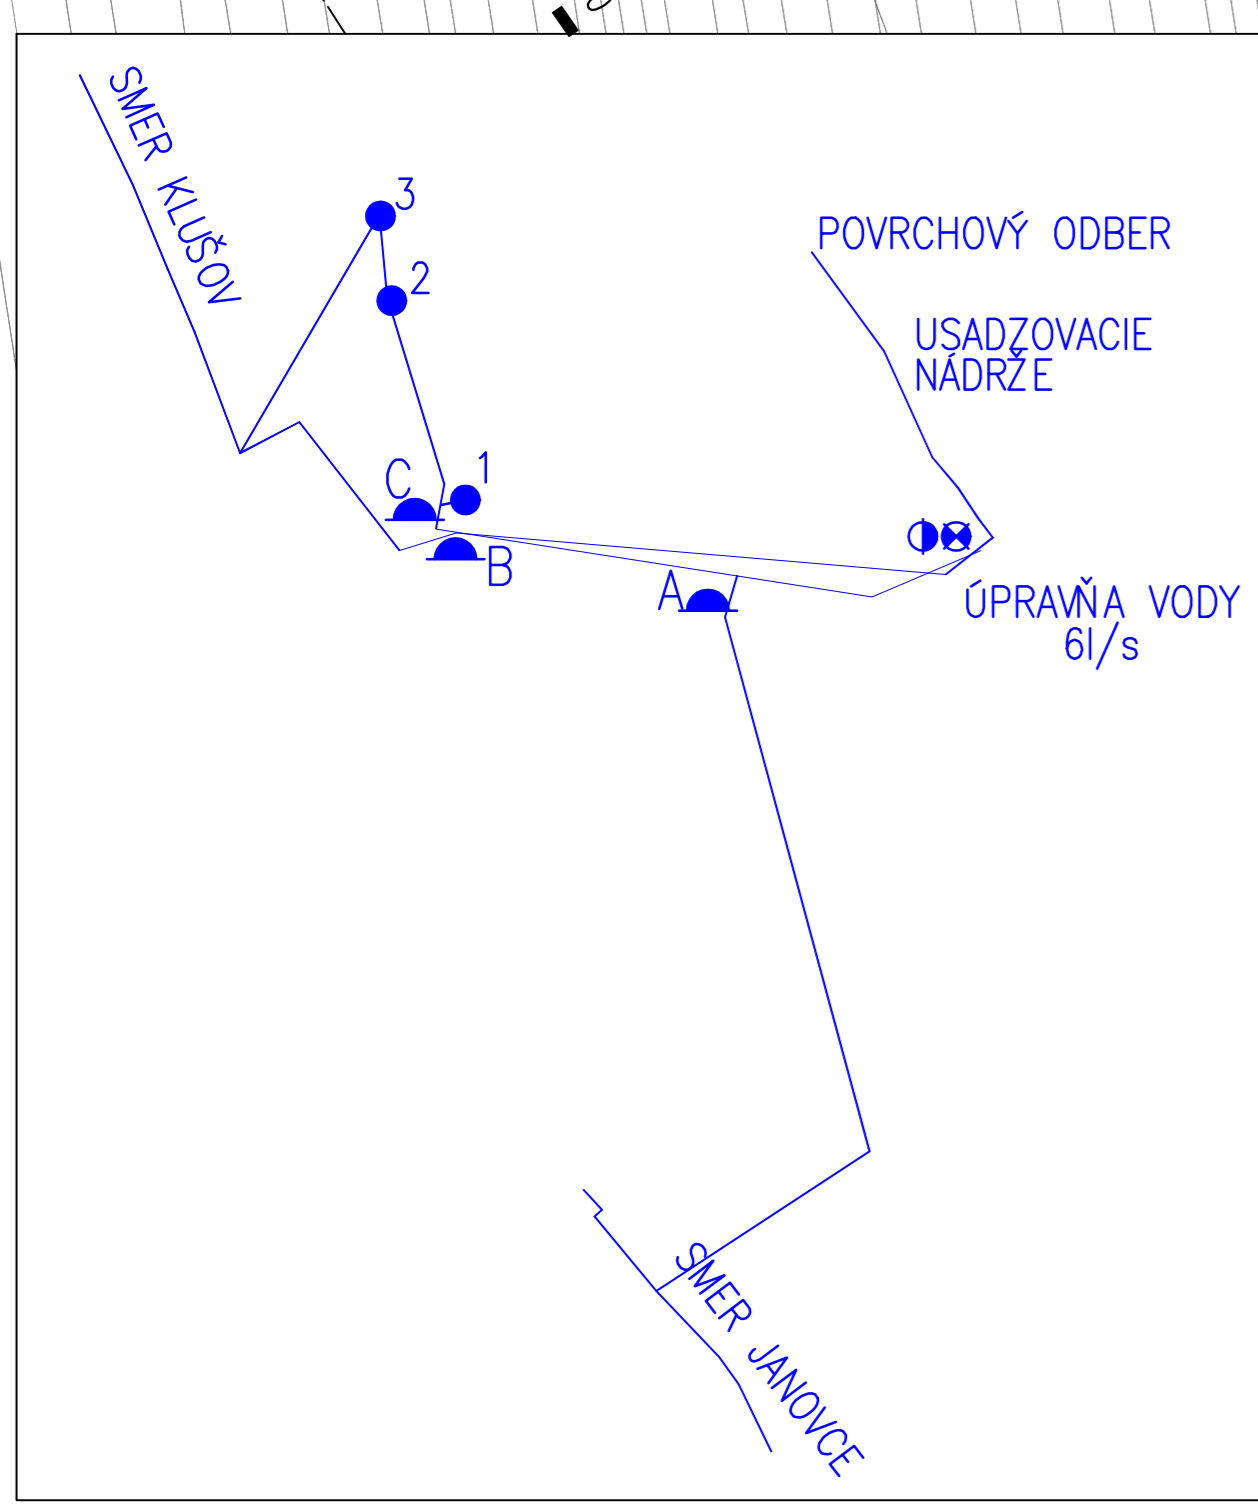 SMER KLUŠOV
3
2
POVRCHOVÝ ODBER
USADZOVACIE
NÁDRŽE
C
1
B
A
ÚPRAVŇA VODY
6l/s
SMER JANOVCE